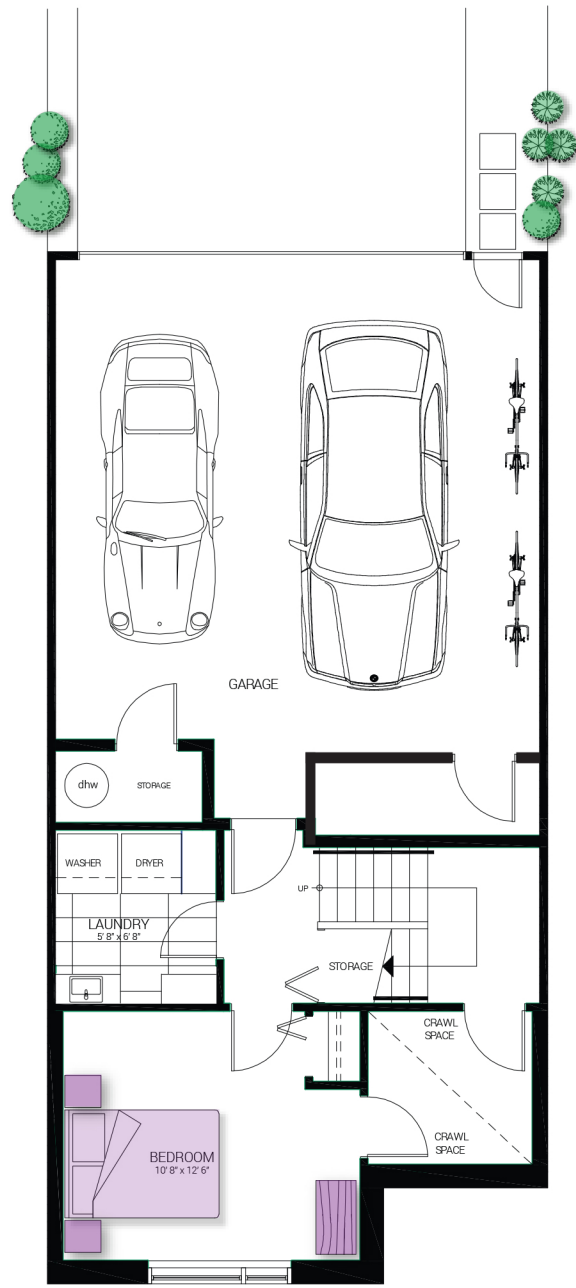 GARAGE
dhw
STORAGE
WASHER
DRYER
UP
LAUNDRY
5' 8" x 6' 8"
STORAGE
CRAWL
SPACE
CRAWL
SPACE
BEDROOM
10' 8" x 12' 6"